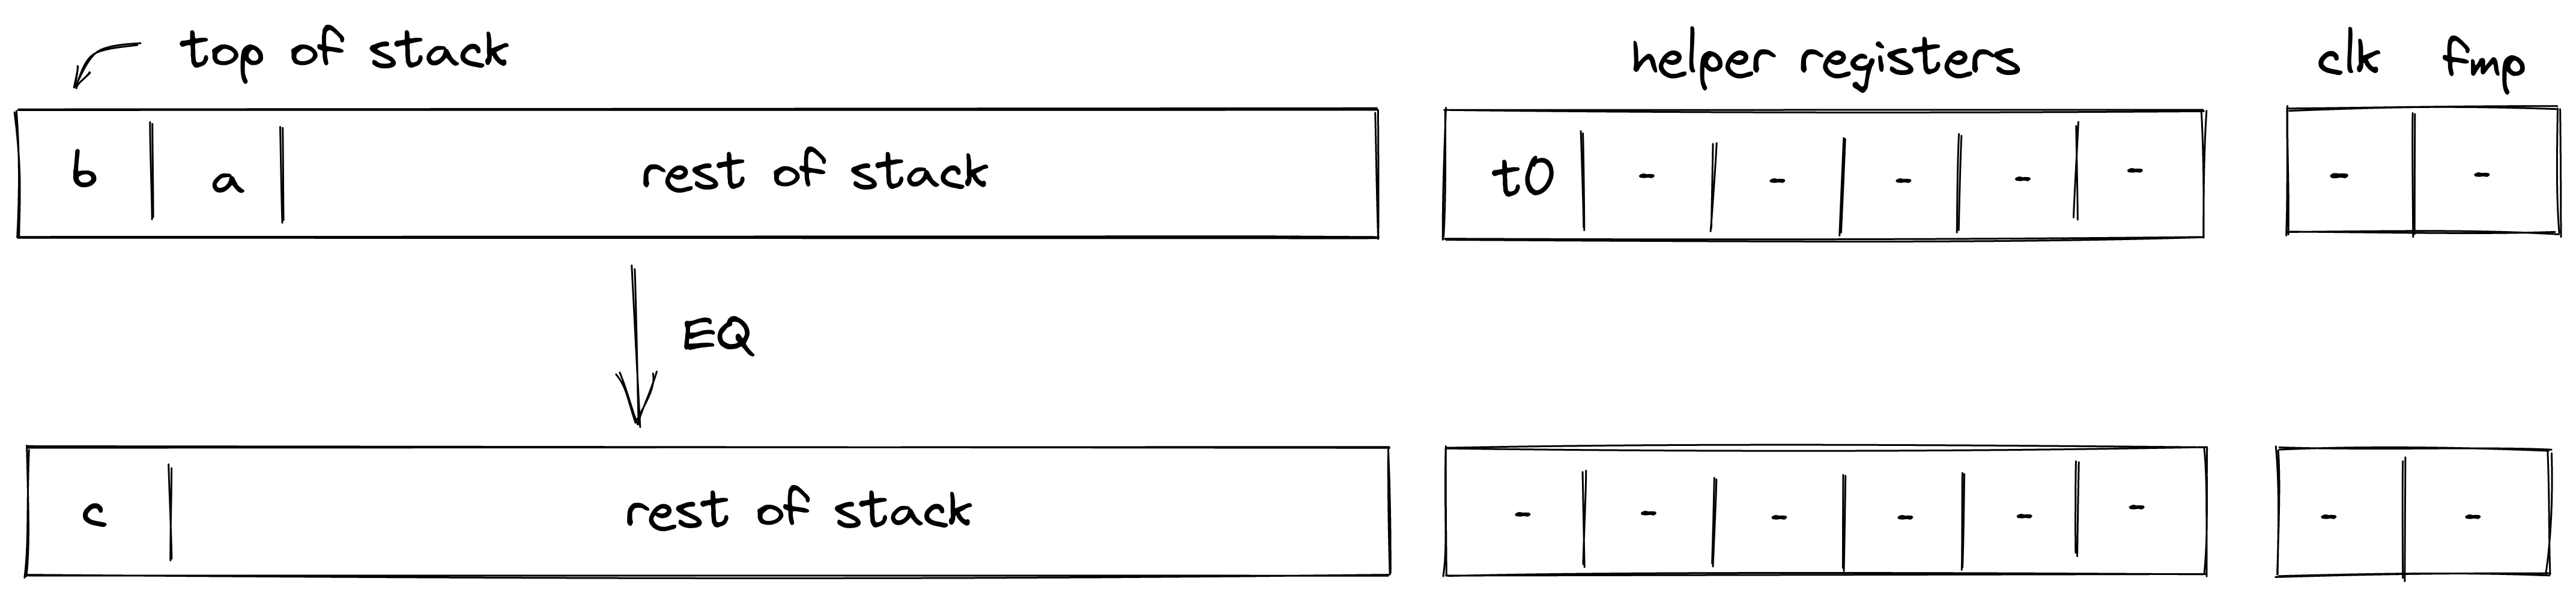 top of stack helper registers clk fmp
b a rest of stack t0 - - - - - - -
EQ
c rest of stack - - - - - - - -